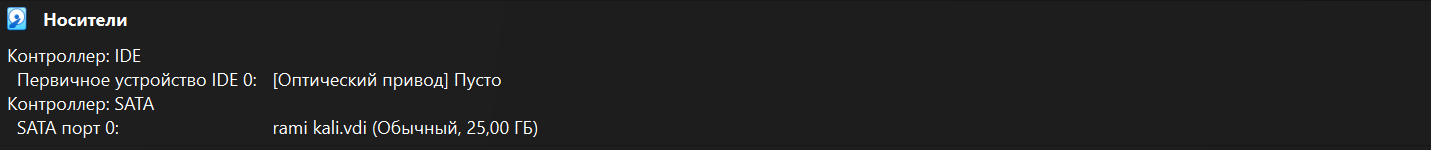 Носители
Контроллер: IDE
Первичное устройство IDE 0: [Оптический привод] Пусто
Контроллер: SATA
SATA порт 0: rami kali.vdi (Обычный, 25,00 ГБ)